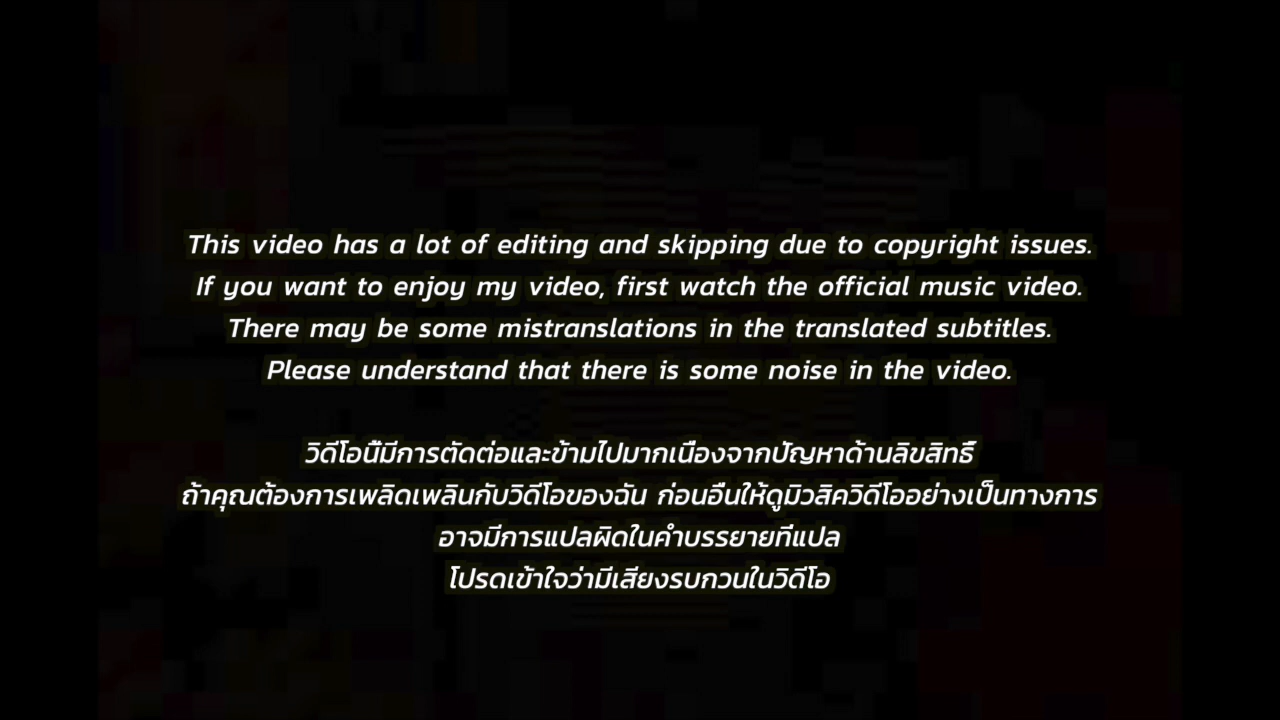 This video has a lot of editing and skipping due to copyright issues.
If you want to enjoy my video, first watch the official music video.
There may be some mistranslations in the translated subtitles.
Please understand that there is some noise in the video.
วิดีโอนี้มีการตัดต่อและข้ามไปมากเนื่องจากปัญหาด้านลิขสิทธิ์
ถ้าคุณต้องการเพลิดเพลินกับวิดีโอของฉัน ก่อนอื่นให้ดูมิวสิควิดีโออย่างเป็นทางการ
อาจมีการแปลผิดในคำบรรยายที่แปล
โปรดเข้าใจว่ามีเสียงรบกวนในวิดีโอ